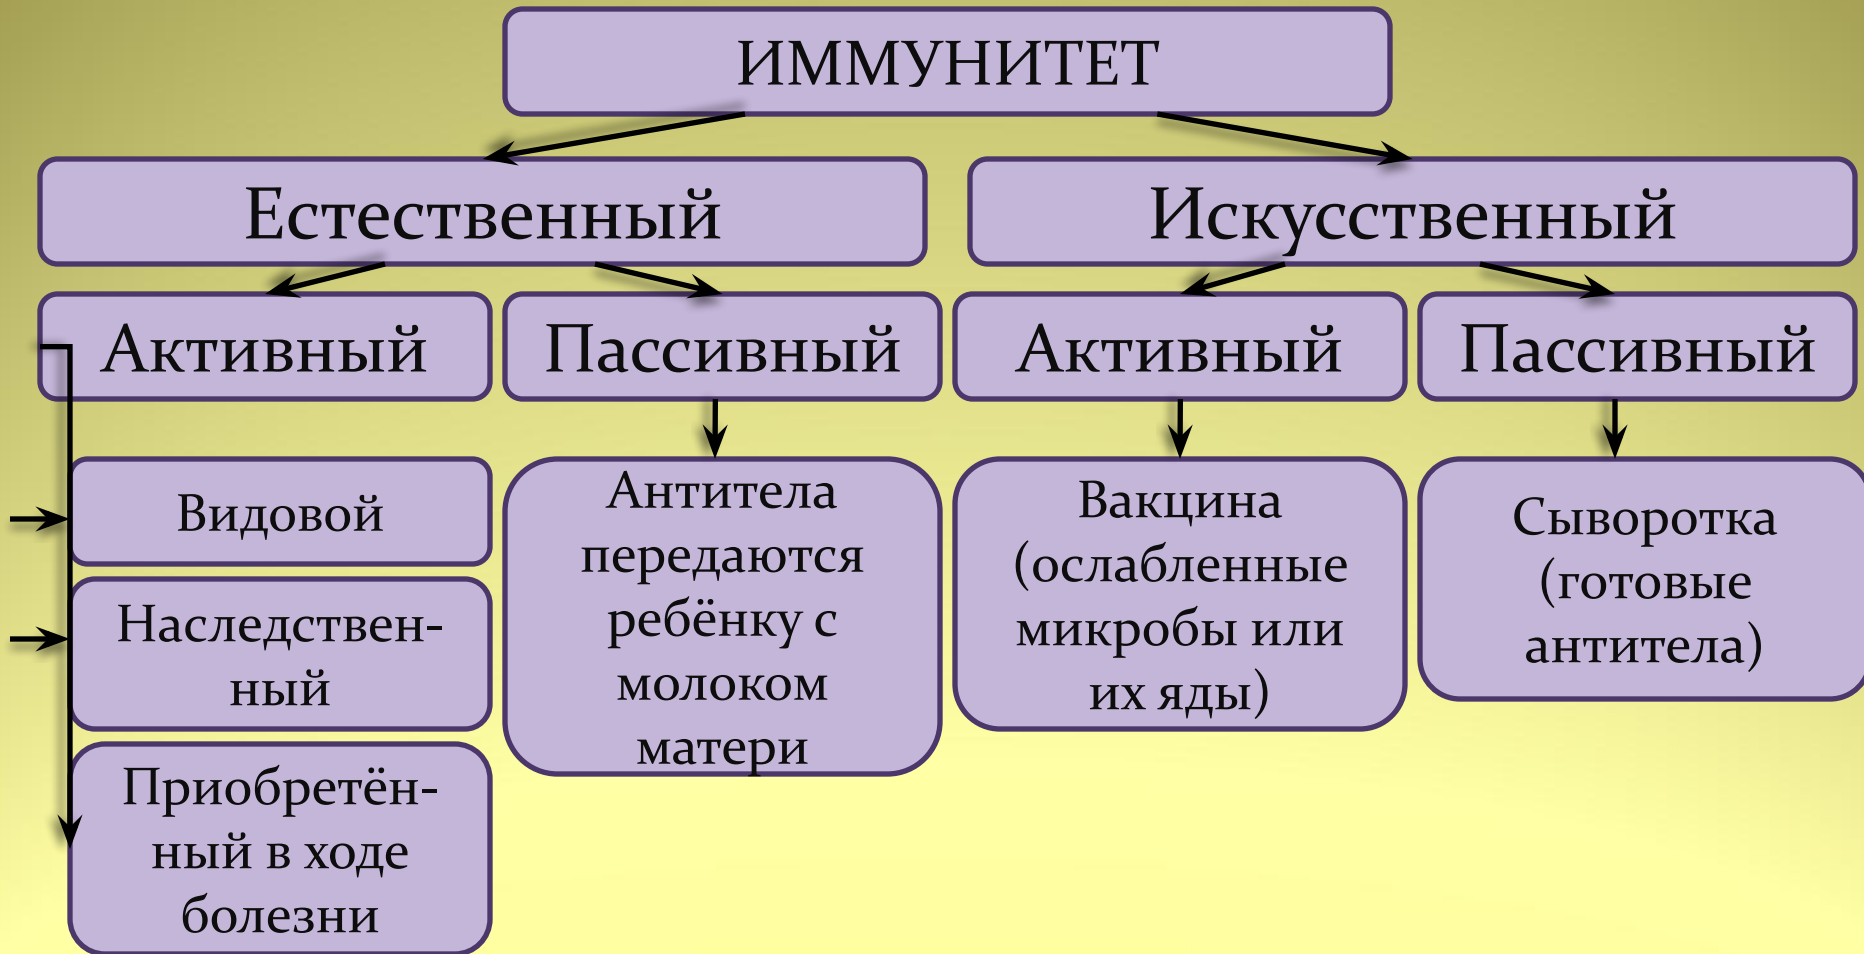 ИММУНИТЕТ
Естественный
Искусственный
Активный
Пассивный
Активный
Пассивный
Видовой
Наследствен-
ный
Приобретён-
ный в ходе
болезни
Антитела
передаются
ребёнку с
молоком
матери
Вакцина
(ослабленные
микробы или
их яды)
Сыворотка
(готовые
антитела)